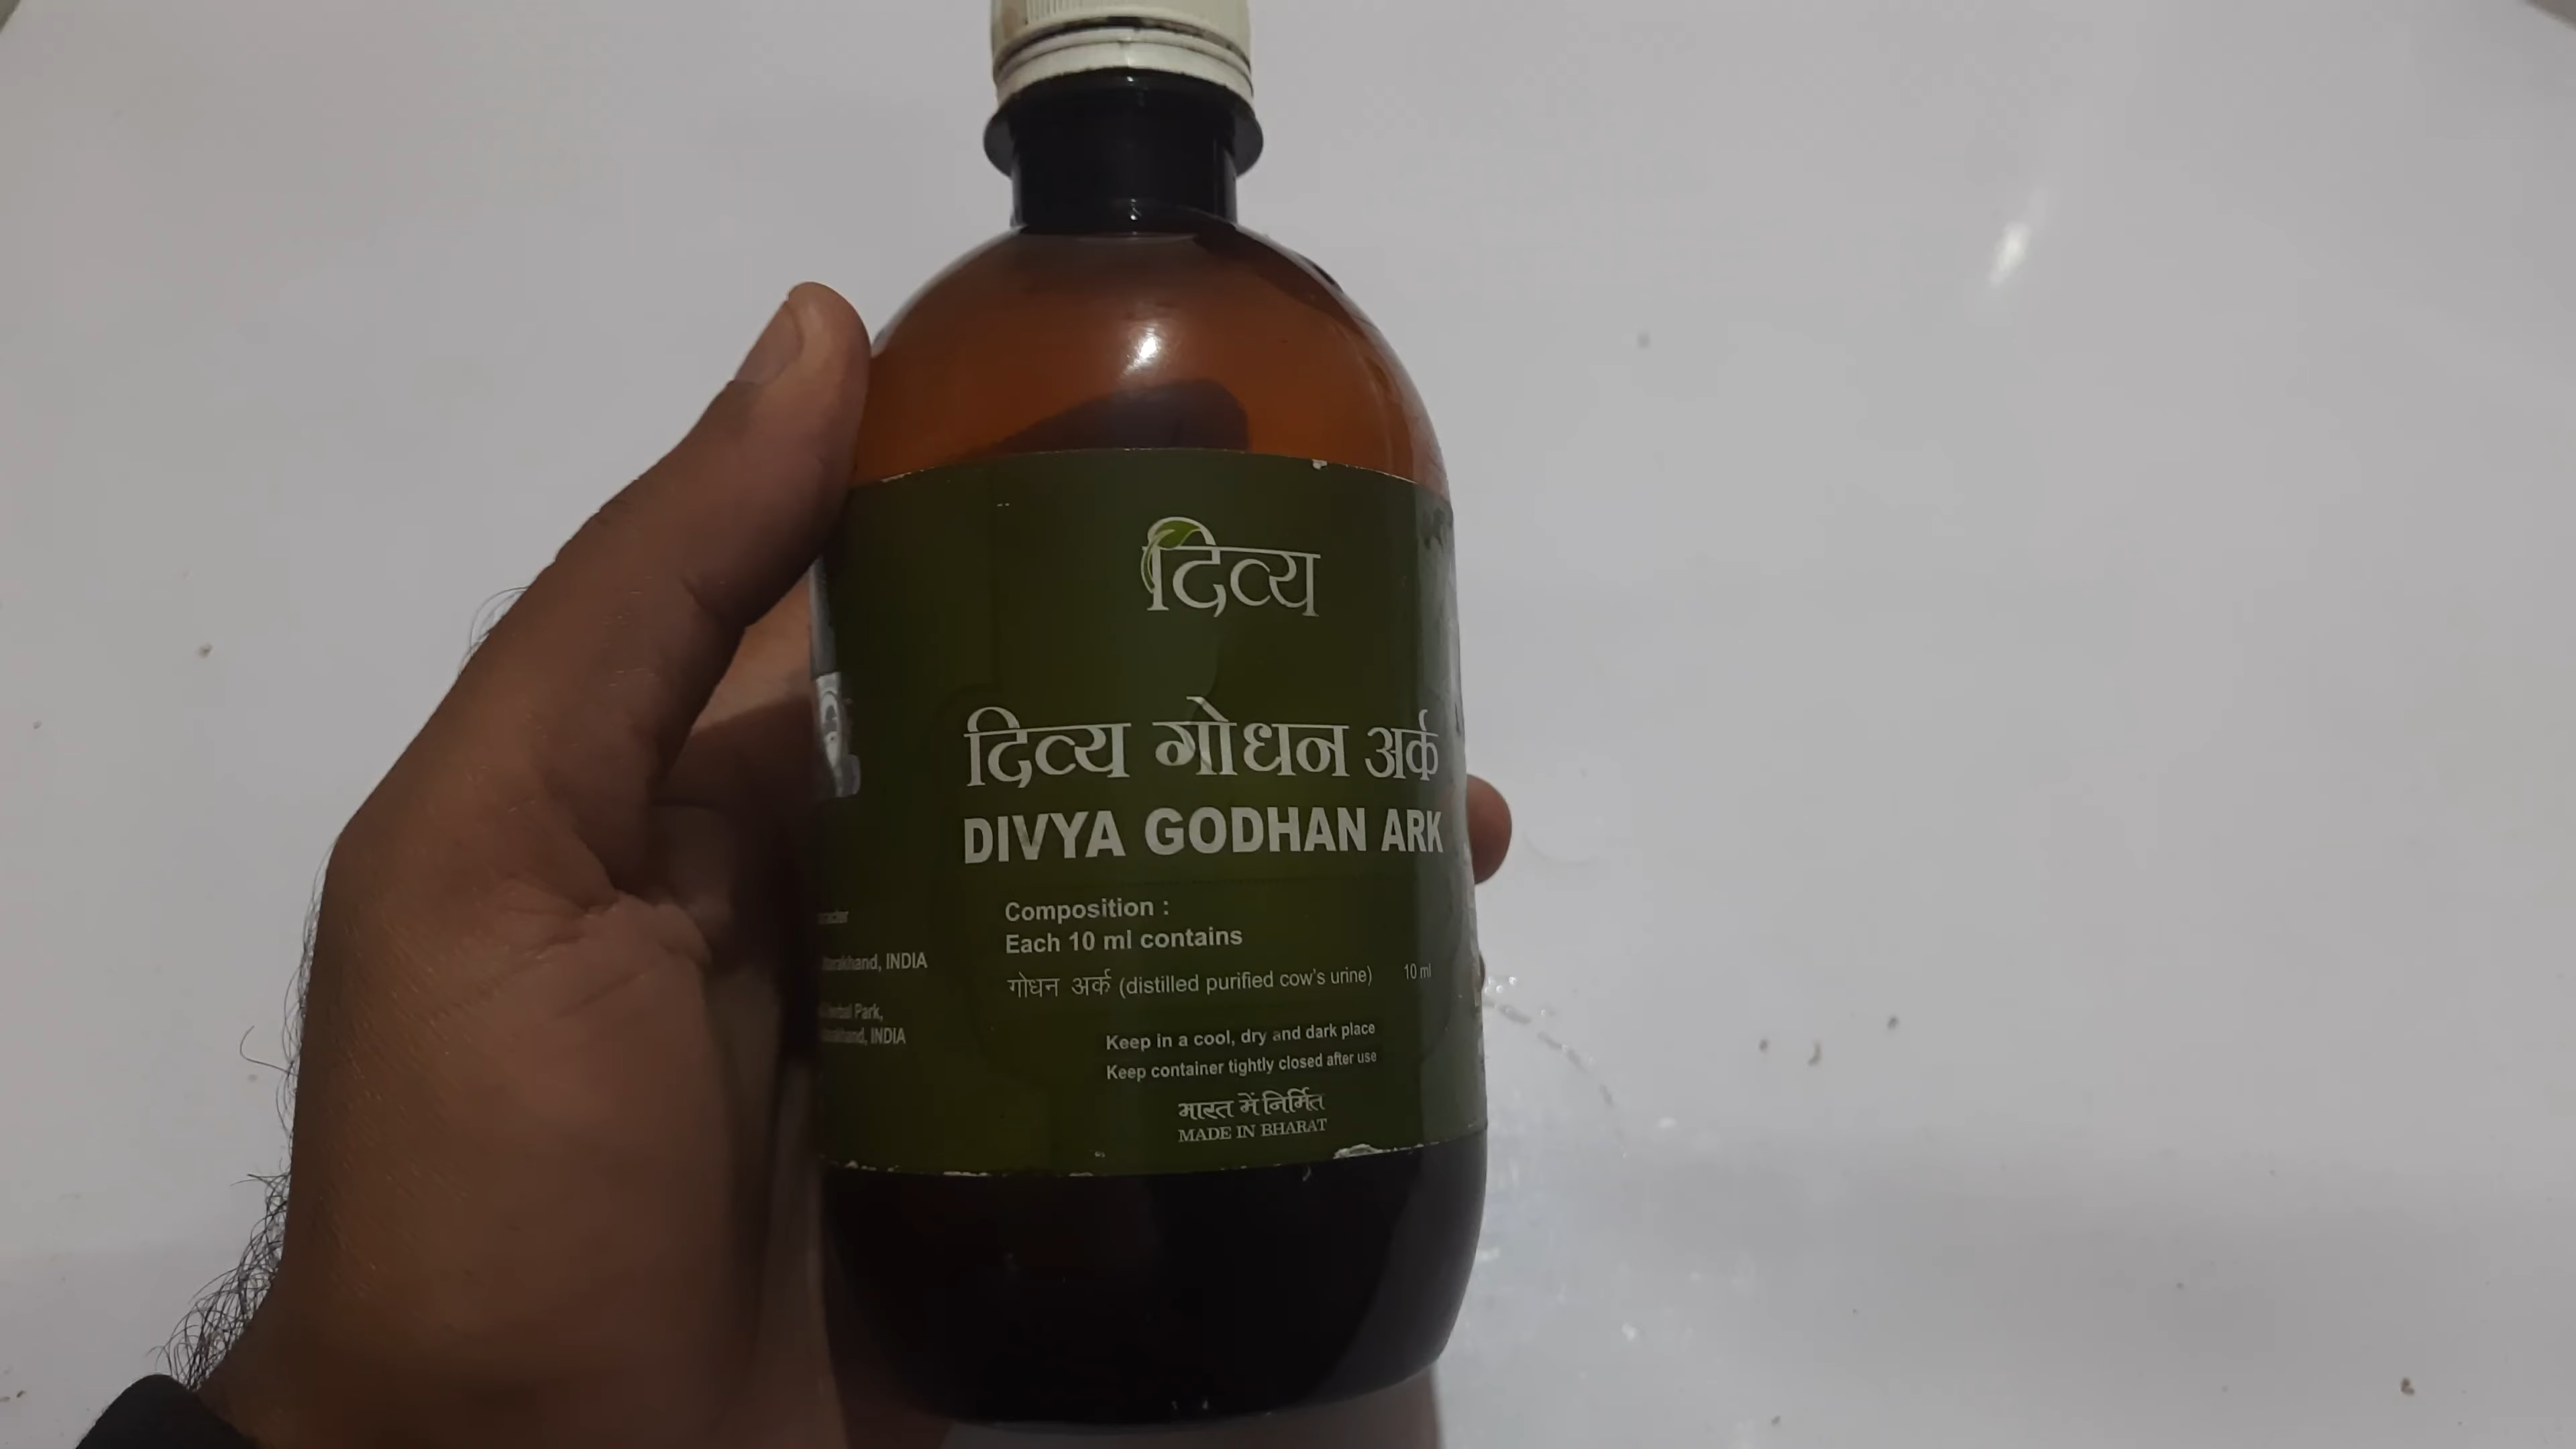 दिव्य
दिव्य गोधन अर्क
DIVYA GODHAN ARK
Composition :
Each 10 ml contains
गोधन अर्क (distilled purified cow's urine) 10 ml
Keep in a cool, dry and dark place
Keep container tightly closed after use
भारत में निर्मित
MADE IN BHARAT
INDIA
Park,
INDIA